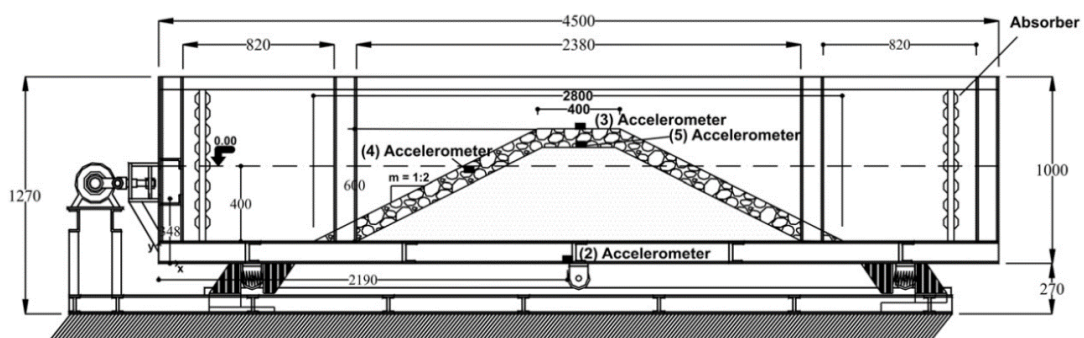 4500
Absorber
820
2380
820
2800
400
(3) Accelerometer
(5) Accelerometer
(4) Accelerometer
0.00
m = 1:2
600
400
348
1270
1000
y
x
(2) Accelerometer
2190
270